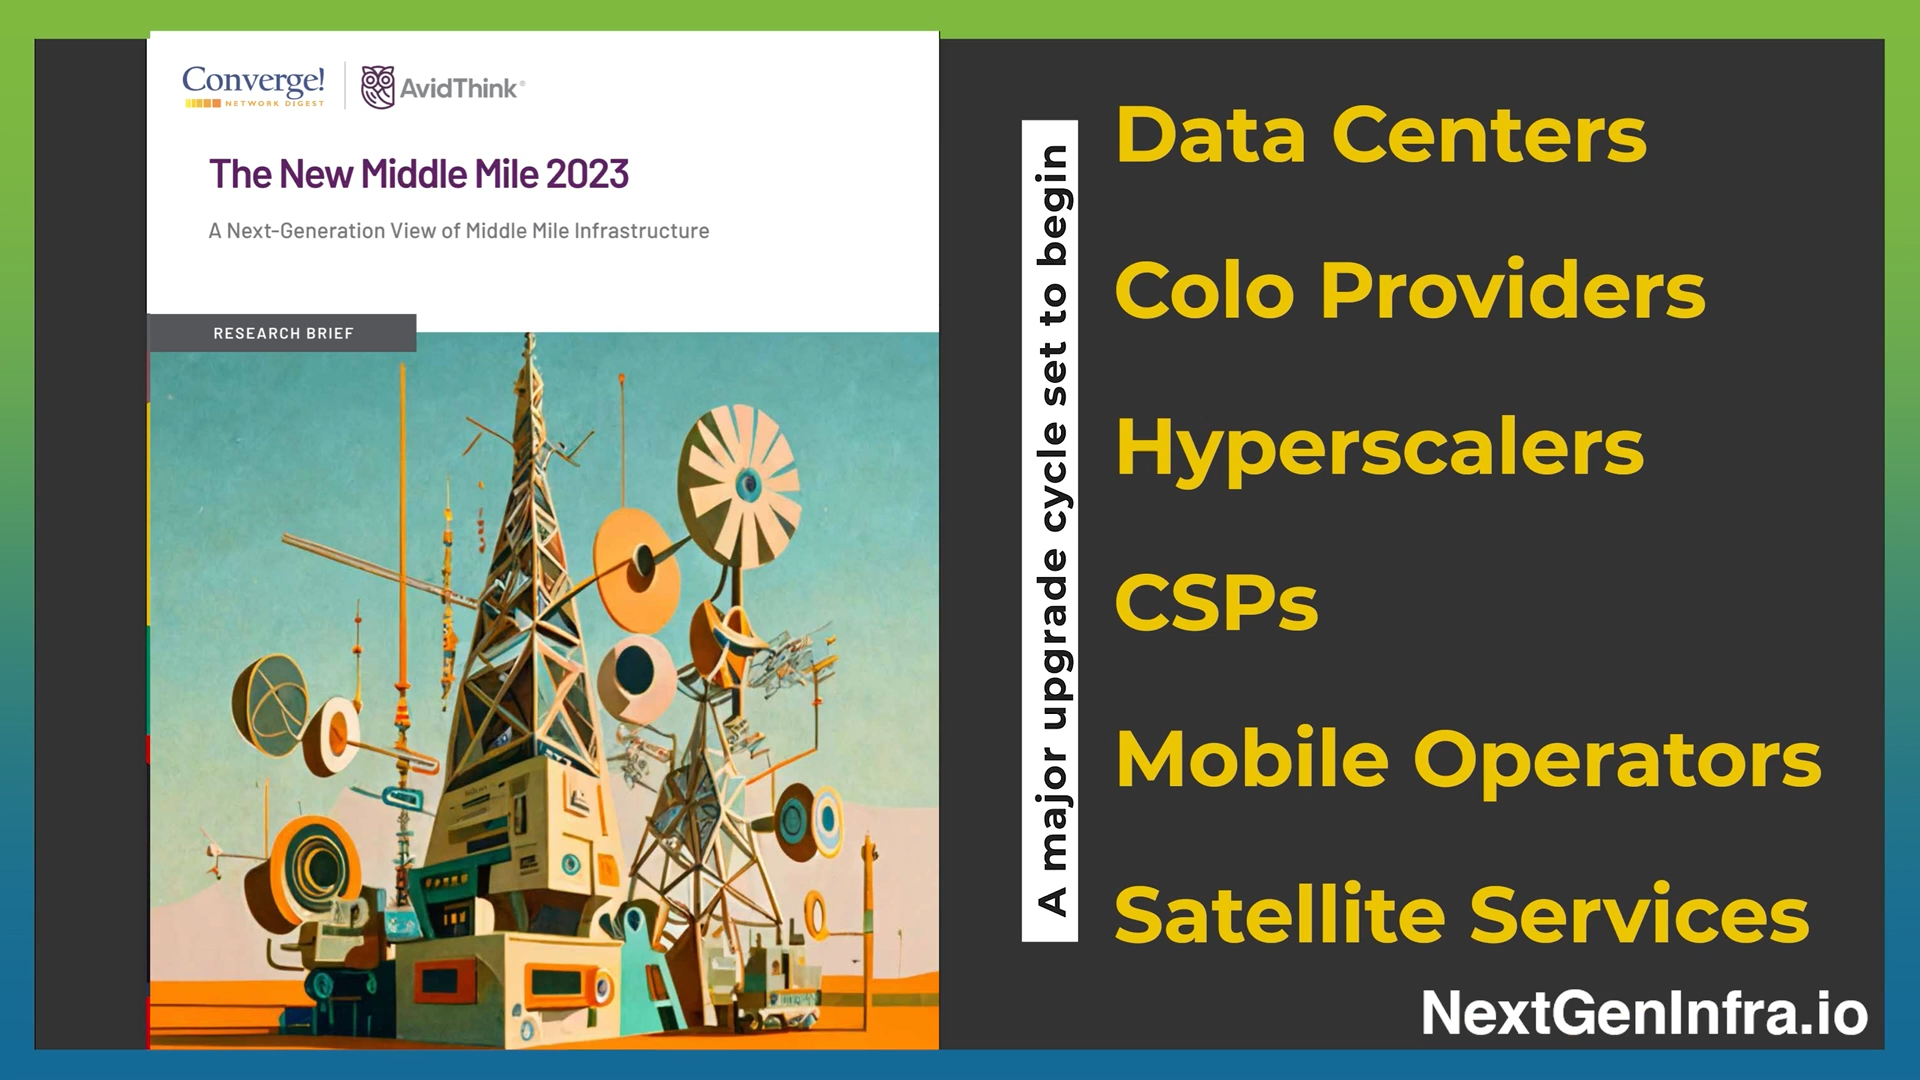 Converge!
NETWORK DIGEST
AvidThink®
The New Middle Mile 2023
A Next-Generation View of Middle Mile Infrastructure
RESEARCH BRIEF
A major upgrade cycle set to begin
Data Centers
Colo Providers
Hyperscalers
CSPs
Mobile Operators
Satellite Services
NextGenInfra.io